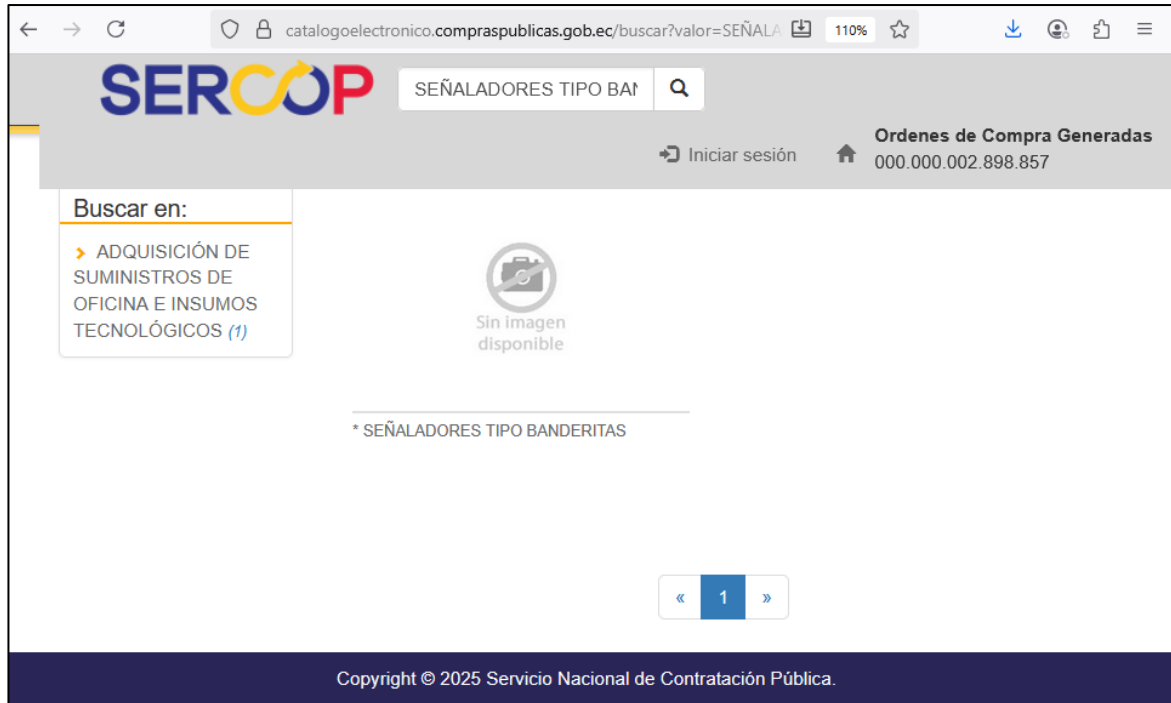 catalogoelectronico.compraspublicas.gob.ec/buscar?valor=SEÑALA
110%
SERCOP
SEÑALADORES TIPO BAN
Iniciar sesión
Ordenes de Compra Generadas
000.000.002.898.857
Buscar en:
ADQUISICIÓN DE
SUMINISTROS DE
OFICINA E INSUMOS
TECNOLÓGICOS (1)
Sin imagen
disponible
* SEÑALADORES TIPO BANDERITAS
« 1 »
Copyright © 2025 Servicio Nacional de Contratación Pública.